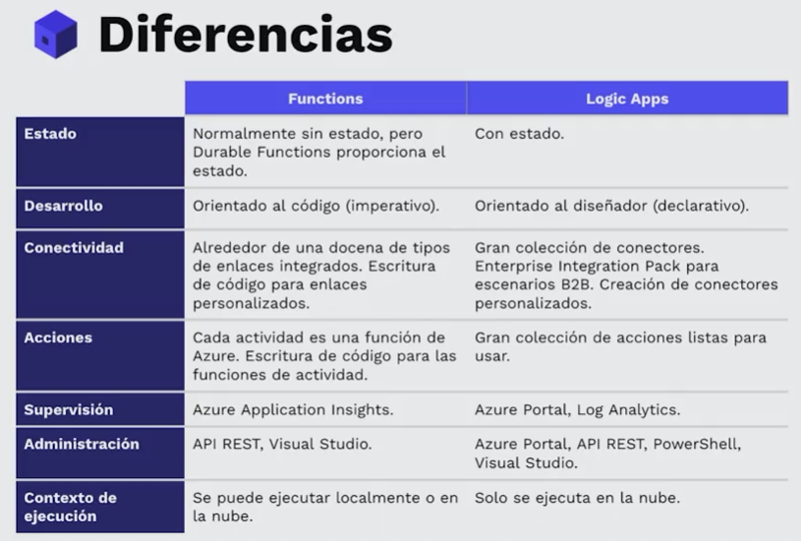 Diferencias
Functions
Logic Apps
Estado
Normalmente sin estado, pero
Durable Functions proporciona el
estado.
Con estado.
Desarrollo
Orientado al código (imperativo).
Orientado al diseñador (declarativo).
Conectividad
Alrededor de una docena de tipos
de enlaces integrados. Escritura
de código para enlaces
personalizados.
Gran colección de conectores.
Enterprise Integration Pack para
escenarios B2B. Creación de conectores
personalizados.
Acciones
Cada actividad es una función de
Azure. Escritura de código para las
funciones de actividad.
Gran colección de acciones listas para
usar.
Supervisión
Azure Application Insights.
Azure Portal, Log Analytics.
Administración
API REST, Visual Studio.
Azure Portal, API REST, PowerShell,
Visual Studio.
Contexto de
ejecución
Se puede ejecutar localmente o en
la nube.
Solo se ejecuta en la nube.